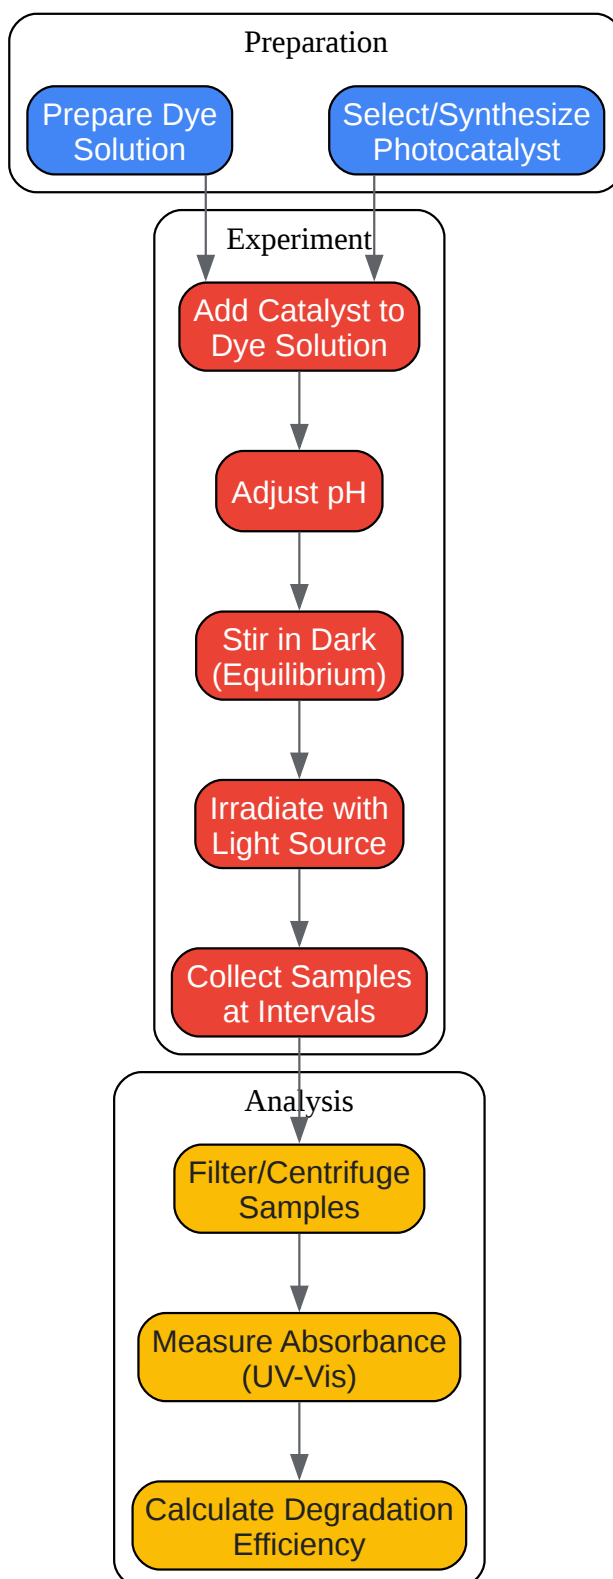 Preparation
Prepare Dye
Solution
Select/Synthesize
Photocatalyst
Experiment
Add Catalyst to
Dye Solution
Adjust pH
Stir in Dark
(Equilibrium)
Irradiate with
Light Source
Collect Samples
at Intervals
Analysis
Filter/Centrifuge
Samples
Measure Absorbance
(UV-Vis)
Calculate Degradation
Efficiency